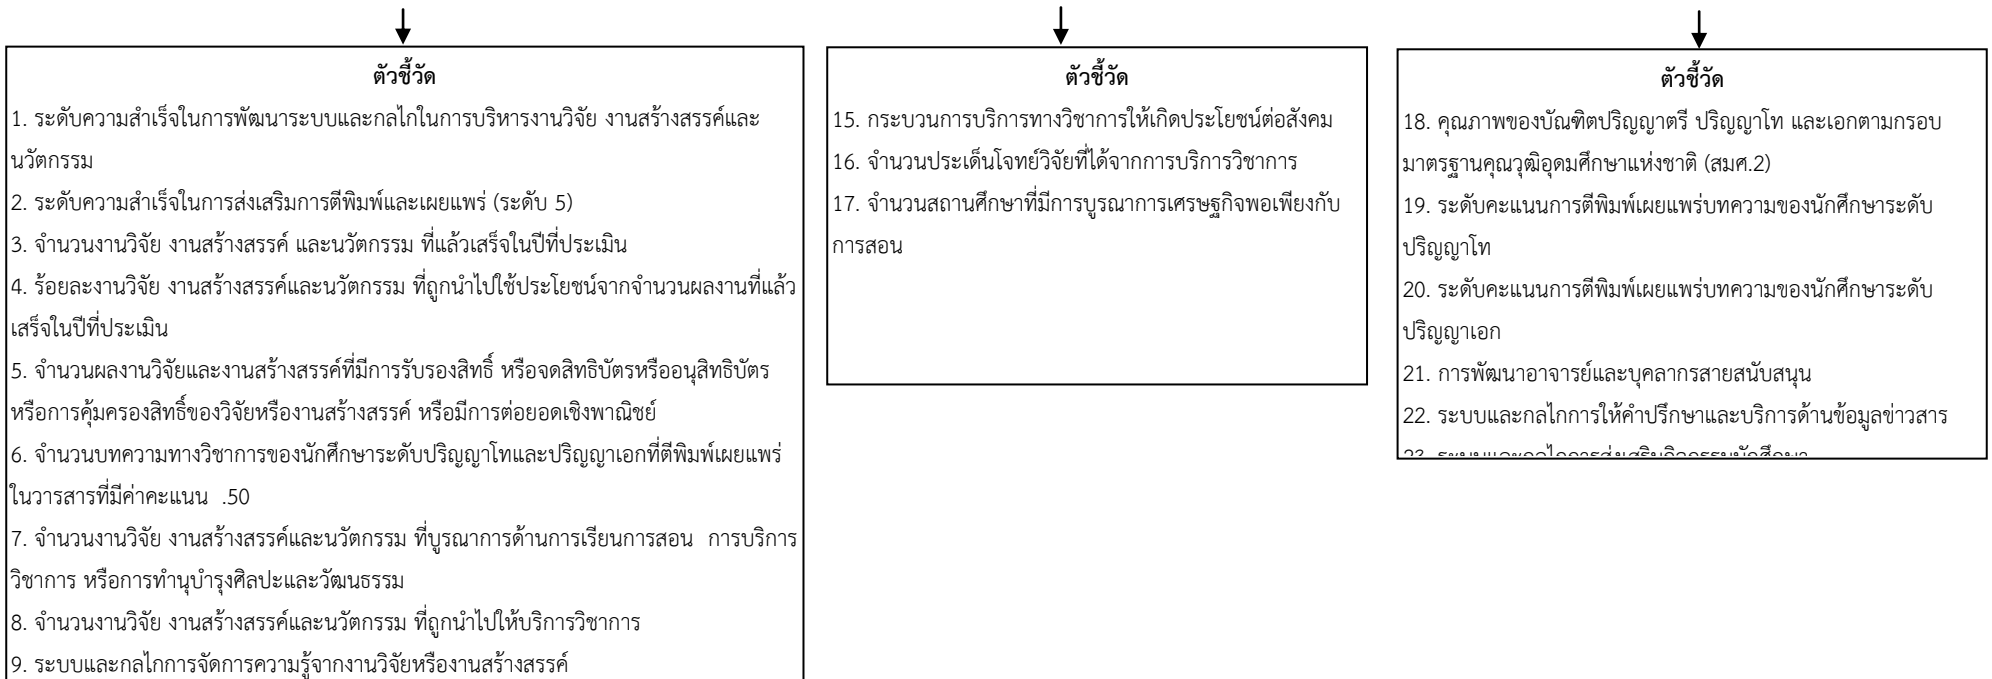 ตัวชี้วัด
1. ระดับความสำเร็จในการพัฒนาระบบและกลไกในการบริหารงานวิจัย งานสร้างสรรค์และ
นวัตกรรม
2. ระดับความสำเร็จในการส่งเสริมการตีพิมพ์และเผยแพร่ (ระดับ 5)
3. จำนวนงานวิจัย งานสร้างสรรค์ และนวัตกรรม ที่แล้วเสร็จในปีที่ประเมิน
4. ร้อยละงานวิจัย งานสร้างสรรค์และนวัตกรรม ที่ถูกนำไปใช้ประโยชน์จากจำนวนผลงานที่แล้ว
เสร็จในปีที่ประเมิน
5. จำนวนผลงานวิจัยและงานสร้างสรรค์ที่มีการรับรองสิทธิ์ หรือจดสิทธิบัตรหรืออนุสิทธิบัตร
หรือการคุ้มครองสิทธิ์ของวิจัยหรืองานสร้างสรรค์ หรือมีการต่อยอดเชิงพาณิชย์
6. จำนวนบทความทางวิชาการของนักศึกษาระดับปริญญาโทและปริญญาเอกที่ตีพิมพ์เผยแพร่
ในวารสารที่มีค่าคะแนน .50
7. จำนวนงานวิจัย งานสร้างสรรค์และนวัตกรรม ที่บูรณาการด้านการเรียนการสอน การบริการ
วิชาการ หรือการทำนุบำรุงศิลปะและวัฒนธรรม
8. จำนวนงานวิจัย งานสร้างสรรค์และนวัตกรรม ที่ถูกนำไปให้บริการวิชาการ
9. ระบบและกลไกการจัดการความรู้จากงานวิจัยหรืองานสร้างสรรค์
ตัวชี้วัด
15. กระบวนการบริการทางวิชาการให้เกิดประโยชน์ต่อสังคม
16. จำนวนประเด็นโจทย์วิจัยที่ได้จากการบริการวิชาการ
17. จำนวนสถานศึกษาที่มีการบูรณาการเศรษฐกิจพอเพียงกับ
การสอน
ตัวชี้วัด
18. คุณภาพของบัณฑิตปริญญาตรี ปริญญาโท และเอกตามกรอบ
มาตรฐานคุณวุฒิอุดมศึกษาแห่งชาติ (สมศ.2)
19. ระดับคะแนนการตีพิมพ์เผยแพร่บทความของนักศึกษาระดับ
ปริญญาโท
20. ระดับคะแนนการตีพิมพ์เผยแพร่บทความของนักศึกษาระดับ
ปริญญาเอก
21. การพัฒนาอาจารย์และบุคลากรสายสนับสนุน
22. ระบบและกลไกการให้คำปรึกษาและบริการด้านข้อมูลข่าวสาร
23. ระบบและกลไกการส่งเสริมกิจกรรมนักศึกษา